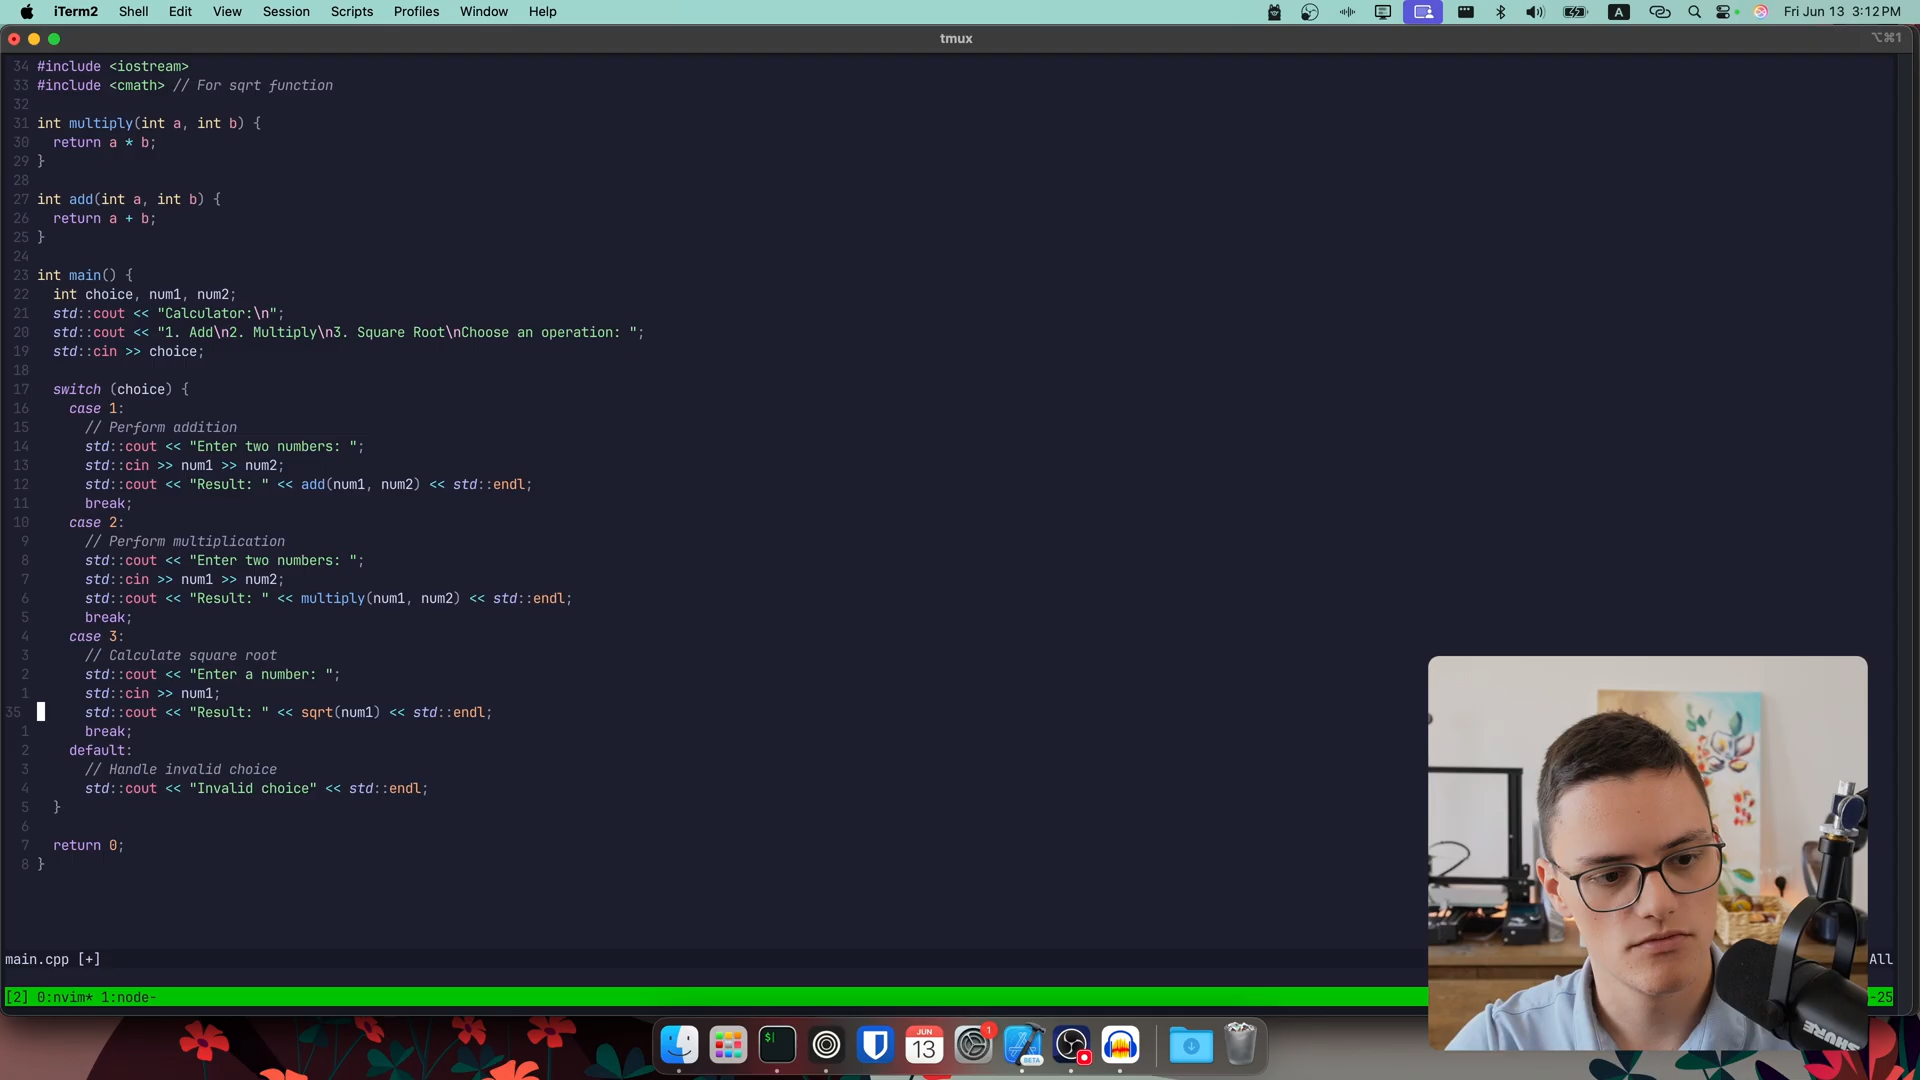 iTerm2 Shell Edit View Session Scripts Profiles Window Help A Fri Jun 13 3:12 PM
tmux ⌥⌘1
34 #include <iostream>
33 #include <cmath> // For sqrt function
32
31 int multiply(int a, int b) {
30   return a * b;
29 }
28
27 int add(int a, int b) {
26   return a + b;
25 }
24
23 int main() {
22   int choice, num1, num2;
21   std::cout << "Calculator:\n";
20   std::cout << "1. Add\n2. Multiply\n3. Square Root\nChoose an operation: ";
19   std::cin >> choice;
18
17   switch (choice) {
16     case 1:
15       // Perform addition
14       std::cout << "Enter two numbers: ";
13       std::cin >> num1 >> num2;
12       std::cout << "Result: " << add(num1, num2) << std::endl;
11       break;
10     case 2:
9       // Perform multiplication
8       std::cout << "Enter two numbers: ";
7       std::cin >> num1 >> num2;
6       std::cout << "Result: " << multiply(num1, num2) << std::endl;
5       break;
4     case 3:
3       // Calculate square root
2       std::cout << "Enter a number: ";
1       std::cin >> num1;
35       std::cout << "Result: " << sqrt(num1) << std::endl;
1       break;
2     default:
3       // Handle invalid choice
4       std::cout << "Invalid choice" << std::endl;
5   }
6
7   return 0;
8 }
main.cpp [+] All
[2] 0:nvim* 1:node- -25
SHURE
$
JUN
13
1
BETA